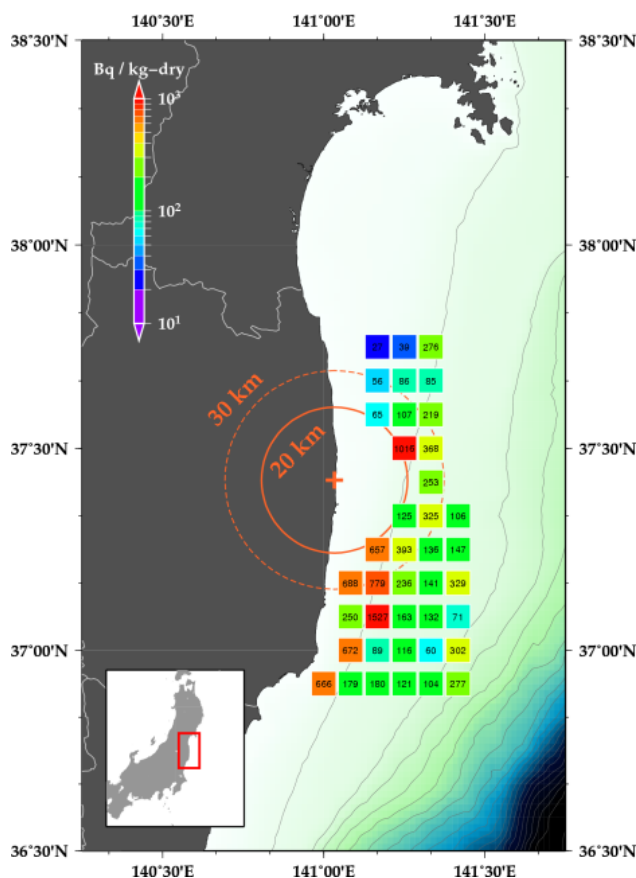 140°30'E 141°00'E 141°30'E
38°30'N 38°30'N
Bq / kg-dry
10³
10²
38°00'N 38°00'N
10¹
27 39 276
56 86 85
30 km
65 107 219
20 km
37°30'N 1016 368 37°30'N
253
125 325 106
657 393 136 147
688 779 236 141 329
250 1527 163 132 71
37°00'N 672 89 116 60 302 37°00'N
666 179 180 121 104 277
36°30'N 36°30'N
140°30'E 141°00'E 141°30'E